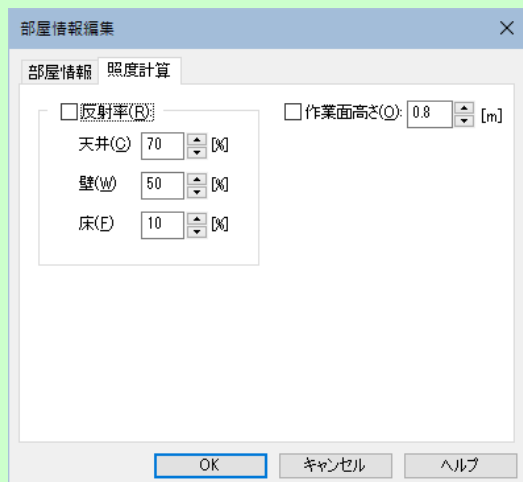 部屋情報編集
部屋情報 照度計算
反射率(R):
作業面高さ(O): 0.8 [m]
天井(C) 70 [%]
壁(W) 50 [%]
床(F) 10 [%]
OK キャンセル ヘルプ